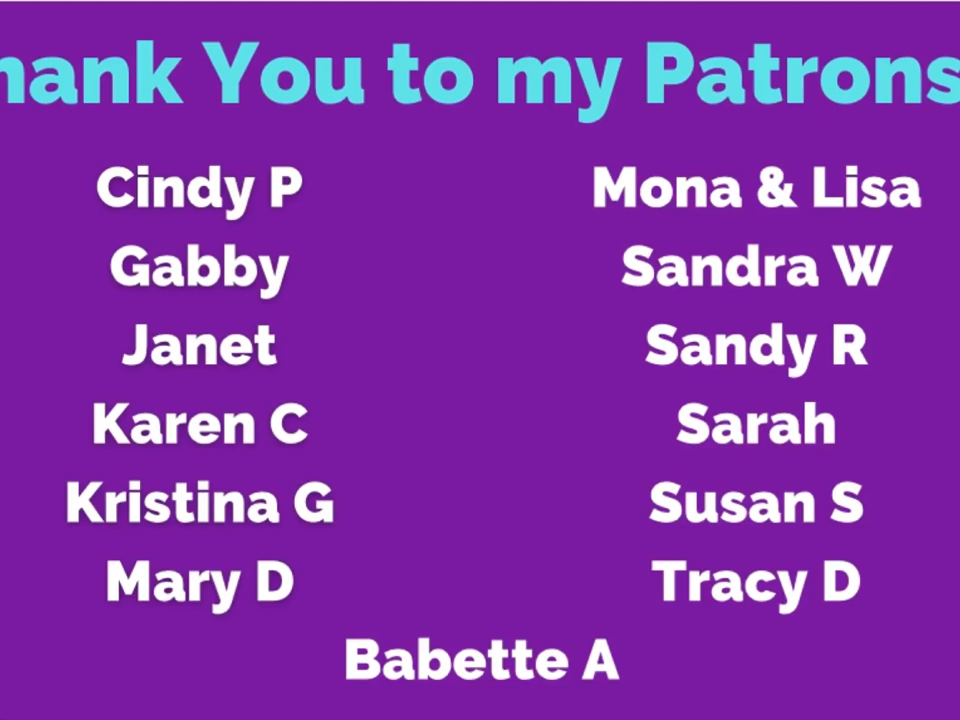 hank You to my Patrons
Cindy P
Gabby
Janet
Karen C
Kristina G
Mary D
Mona & Lisa
Sandra W
Sandy R
Sarah
Susan S
Tracy D
Babette A